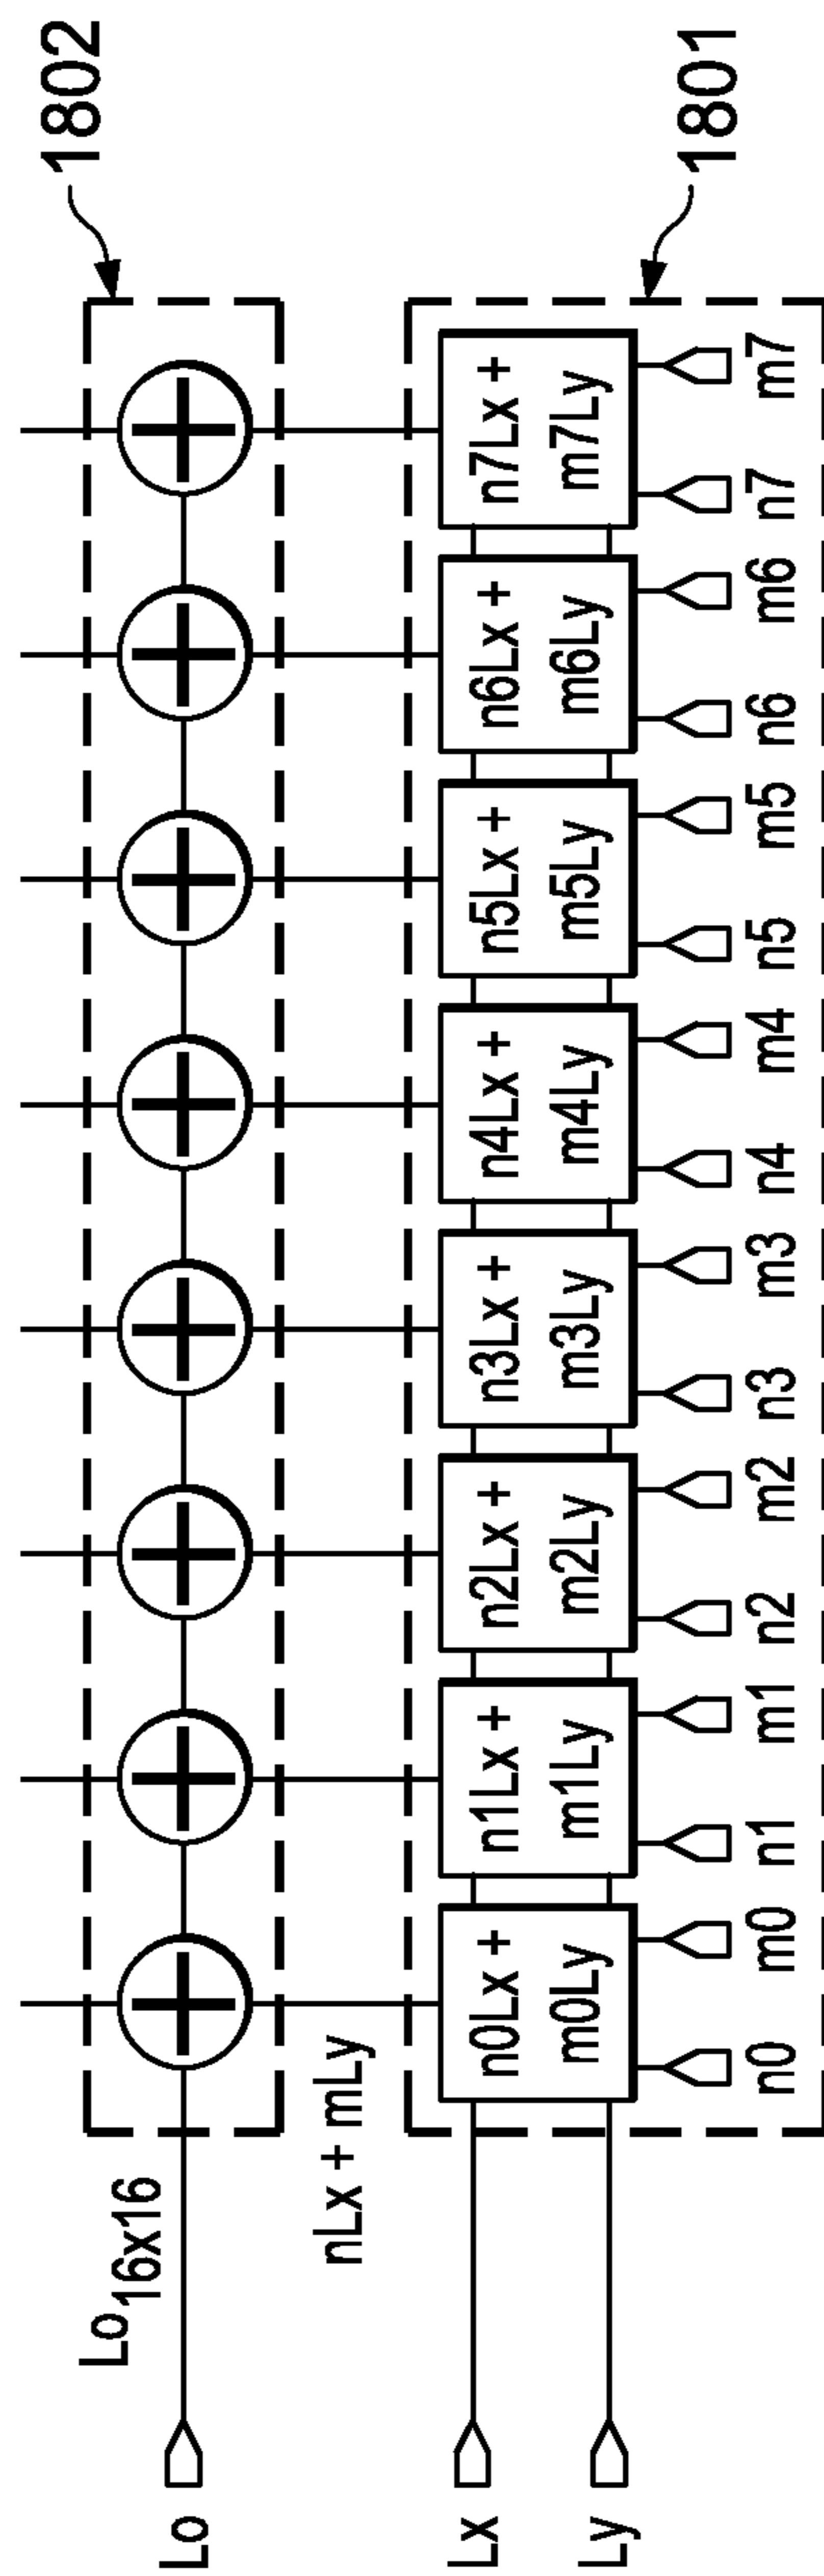 1802
Lo
Lo16x16
nLx + mLy
1801
Lx
Ly
n0Lx +
m0Ly
n1Lx +
m1Ly
n2Lx +
m2Ly
n3Lx +
m3Ly
n4Lx +
m4Ly
n5Lx +
m5Ly
n6Lx +
m6Ly
n7Lx +
m7Ly
n0 m0 n1 m1 n2 m2 n3 m3 n4 m4 n5 m5 n6 m6 n7 m7